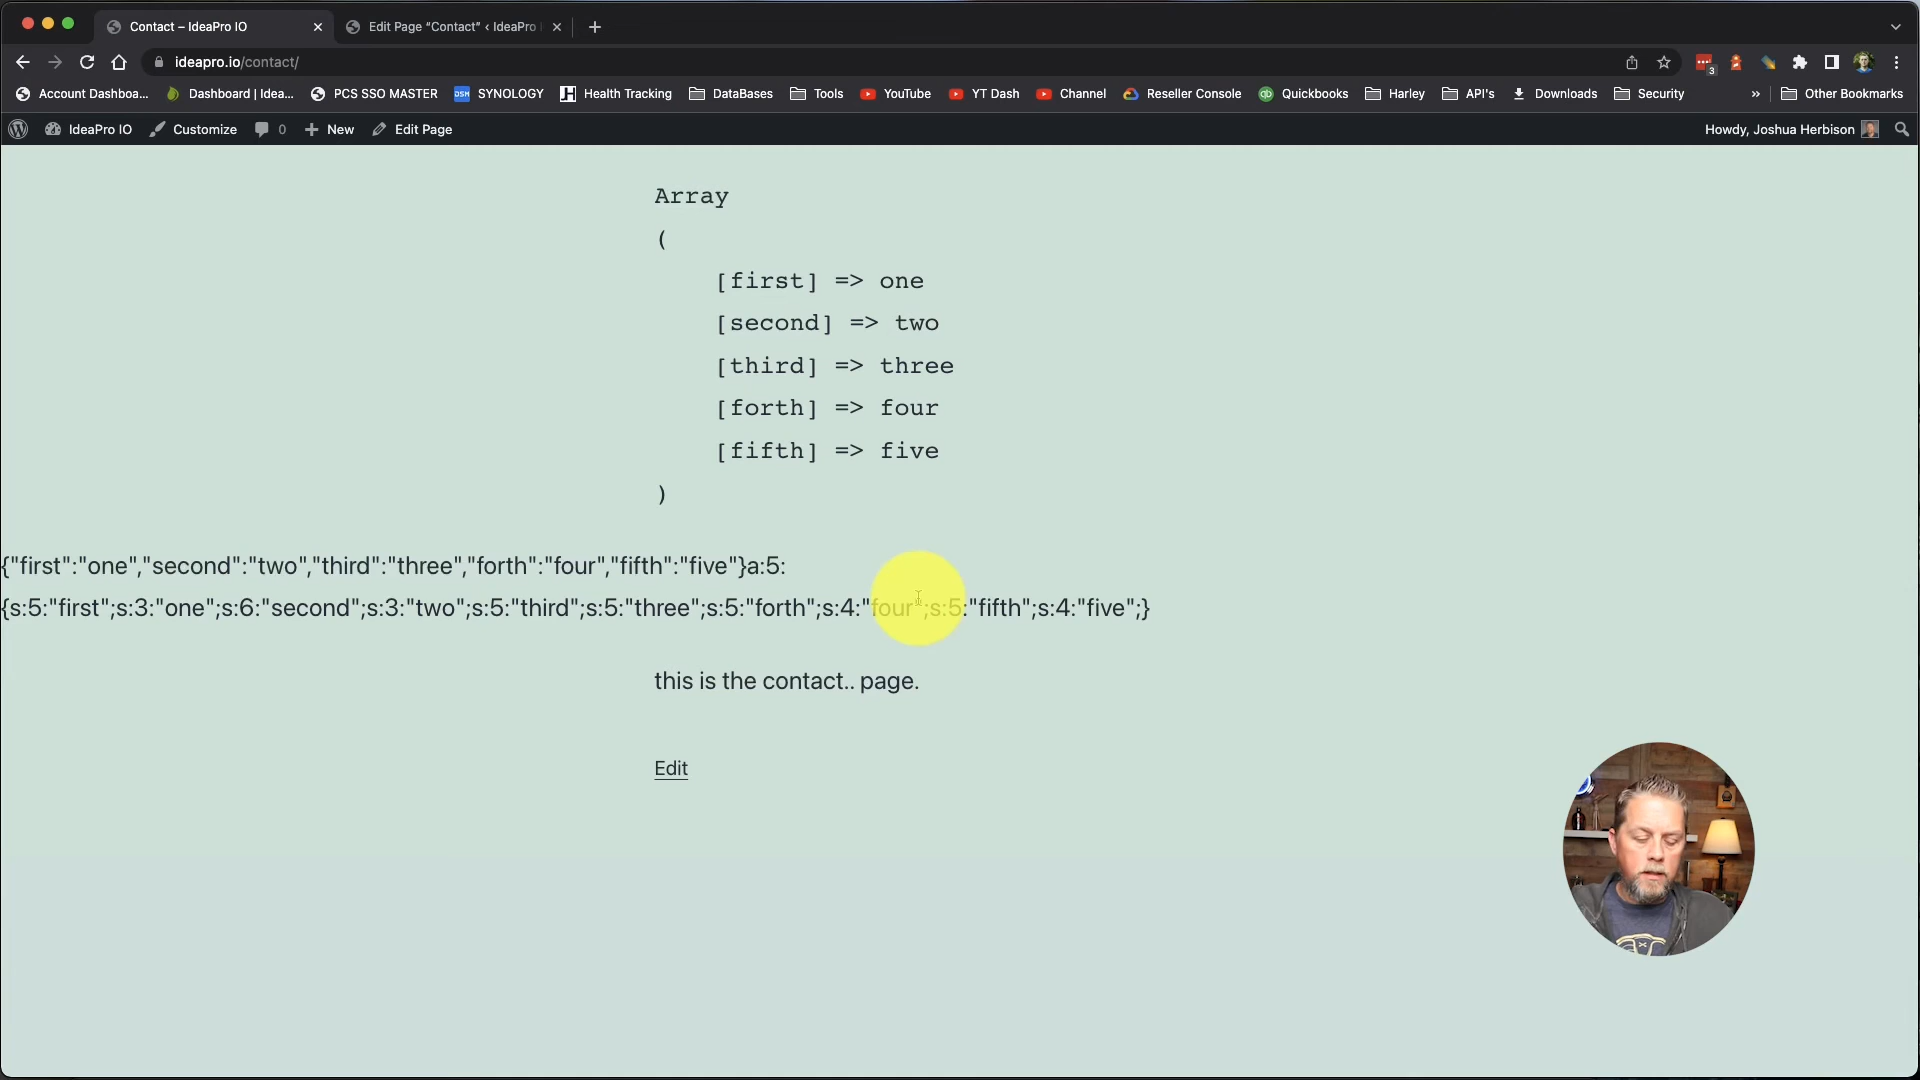 Contact – IdeaPro IO
Edit Page “Contact” ‹ IdeaPro
ideapro.io/contact/
3
Account Dashboa...
Dashboard | Idea...
PCS SSO MASTER
DSM
SYNOLOGY
Health Tracking
DataBases
Tools
YouTube
YT Dash
Channel
Reseller Console
Quickbooks
Harley
API's
Downloads
Security
»
Other Bookmarks
IdeaPro IO
Customize
0
New
Edit Page
Howdy, Joshua Herbison
Array
(
[first] => one
[second] => two
[third] => three
[forth] => four
[fifth] => five
)
{"first":"one","second":"two","third":"three","forth":"four","fifth":"five"}a:5:
{s:5:"first";s:3:"one";s:6:"second";s:3:"two";s:5:"third";s:5:"three";s:5:"forth";s:4:"four";s:5:"fifth";s:4:"five";}
this is the contact.. page.
Edit